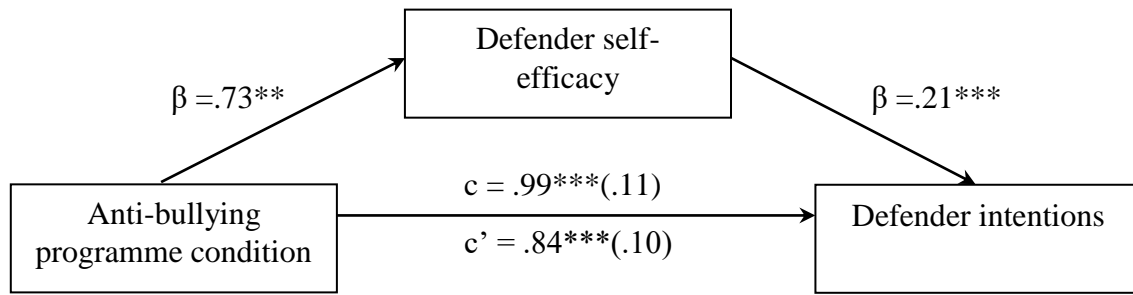 Defender self-
efficacy
β =.73**
β =.21***
c = .99***(.11)
Anti-bullying
programme condition
Defender intentions
c’ = .84***(.10)